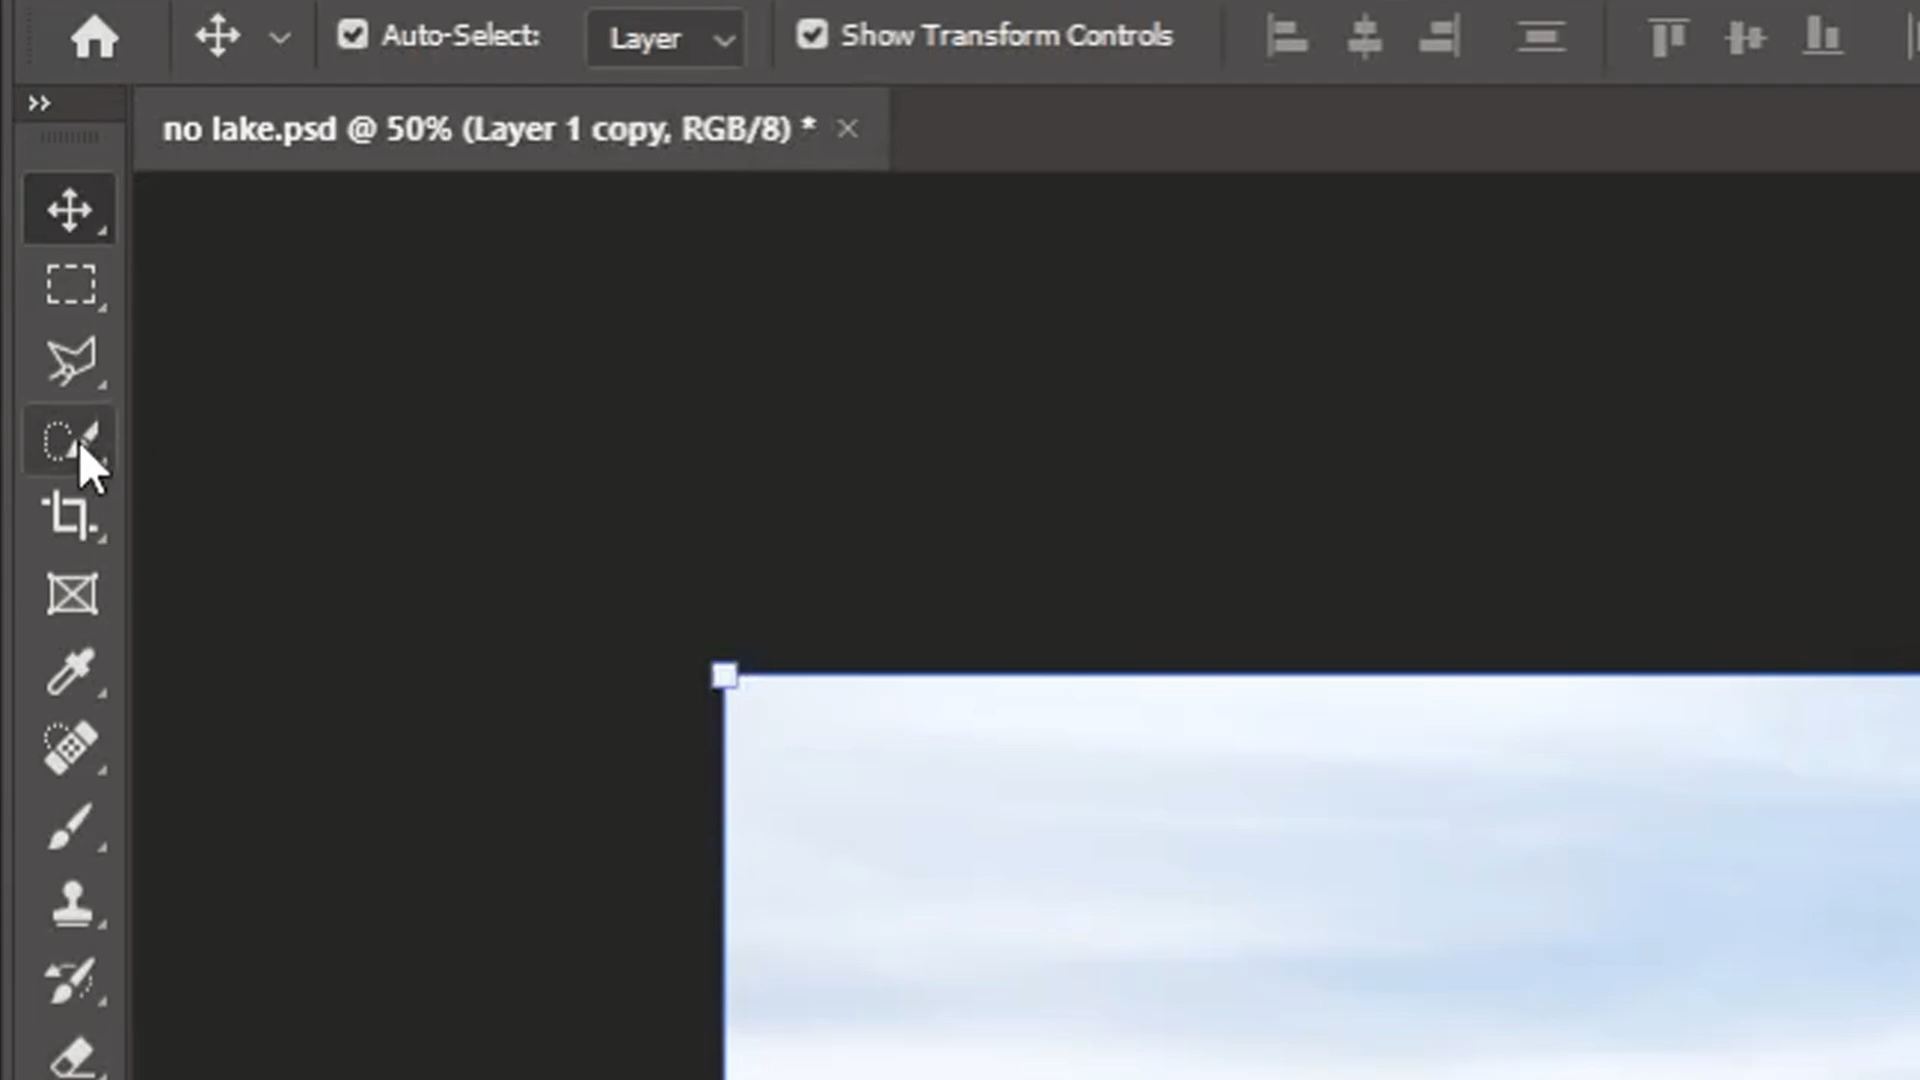 Auto-Select: Layer Show Transform Controls
no lake.psd @ 50% (Layer 1 copy, RGB/8) *